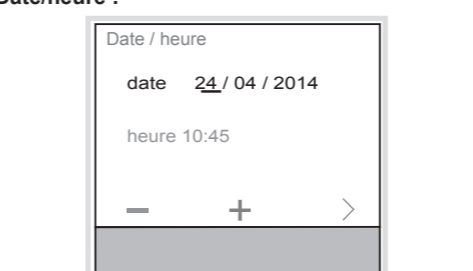 Date/heure :
Date / heure
date 24 / 04 / 2014
heure 10:45
− + >